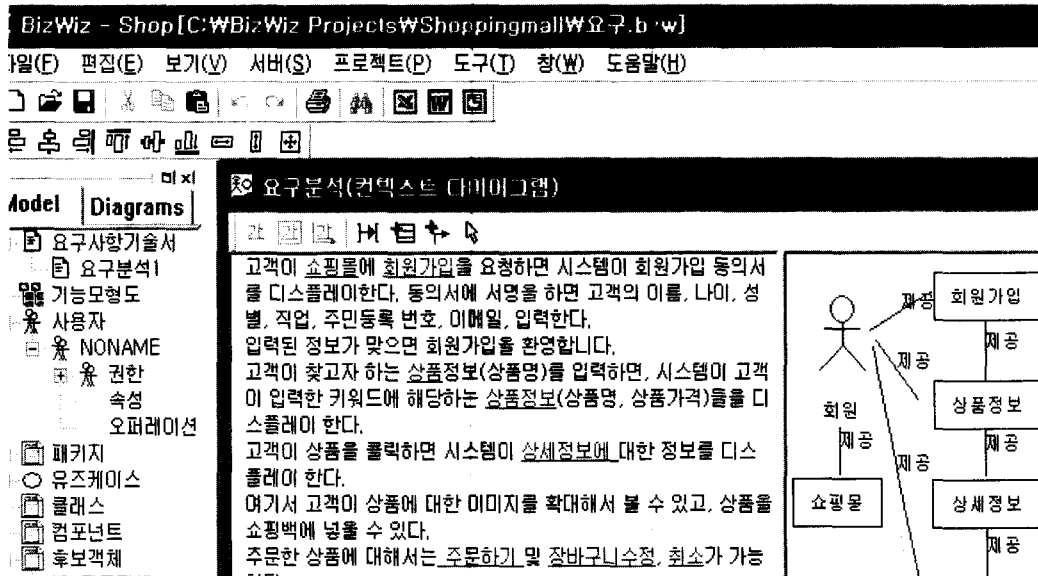 BizWiz - Shop [C:₩BizWiz Projects₩Shoppingmall₩요구.b
편집(E) 보기(V) 서버(S) 프로젝트(P) 도구(T) 창(W) 도움말(H)
Model Diagrams
요구사항기술서
요구분석1
기능모형도
사용자
NONAME
권한
속성
오퍼레이션
패키지
유즈케이스
클래스
컴포넌트
후보객체
요구분석(컨텍스트 다이어그램)
고객이 쇼핑몰에 회원가입을 요청하면 시스템이 회원가입 동의서
를 디스플레이한다. 동의서에 서명을 하면 고객의 이름, 나이, 성
별, 직업, 주민등록 번호, 이메일, 입력한다.
입력된 정보가 맞으면 회원가입을 환영합니다.
고객이 찾고자 하는 상품정보(상품명)를 입력하면, 시스템이 고객
이 입력한 키워드에 해당하는 상품정보(상품명, 상품가격)들을 디
스플레이 한다.
고객이 상품을 클릭하면 시스템이 상세정보에 대한 정보를 디스
플레이 한다.
여기서 고객이 상품에 대한 이미지를 확대해서 볼 수 있고, 상품을
쇼핑백에 넣을 수 있다.
주문한 상품에 대해서는 주문하기 및 장바구니수정, 취소가 가능
제공
회원가입
제공
제공
회원
상품정보
제공
제공
제공
쇼핑몰
상세정보
제공